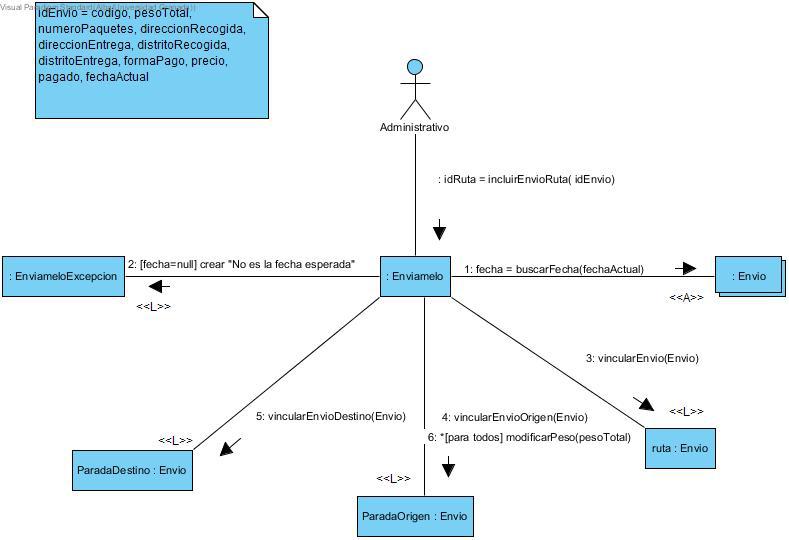 Visual Paradigm Standard
idEnvio = codigo, pesoTotal,
numeroPaquetes, direccionRecogida,
direccionEntrega, distritoRecogida,
distritoEntrega, formaPago, precio,
pagado, fechaActual
Administrativo
: idRuta = incluirEnvioRuta( idEnvio)
2: [fecha=null] crear "No es la fecha esperada"
1: fecha = buscarFecha(fechaActual)
: EnviameloExcepcion
: Enviamelo
: Envio
<<L>>
<<A>>
3: vincularEnvio(Envio)
<<L>>
5: vincularEnvioDestino(Envio)
4: vincularEnvioOrigen(Envio)
6: *[para todos] modificarPeso(pesoTotal)
<<L>>
ruta : Envio
ParadaDestino : Envio
<<L>>
ParadaOrigen : Envio